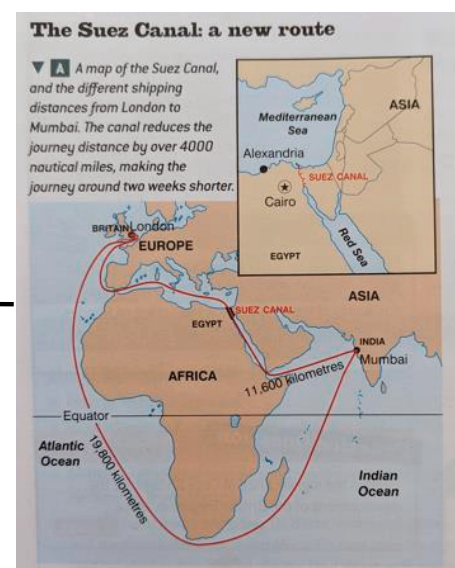 The Suez Canal: a new route
▼ A A map of the Suez Canal,
and the different shipping
distances from London to
Mumbai. The canal reduces the
journey distance by over 4000
nautical miles, making the
journey around two weeks shorter.
ASIA
Mediterranean
Sea
Alexandria
SUEZ CANAL
Cairo
Red Sea
EGYPT
BRITAIN London
EUROPE
ASIA
SUEZ CANAL
EGYPT
INDIA
Mumbai
AFRICA
11,600 kilometres
Equator
Atlantic
Ocean
19,800 kilometres
Indian
Ocean